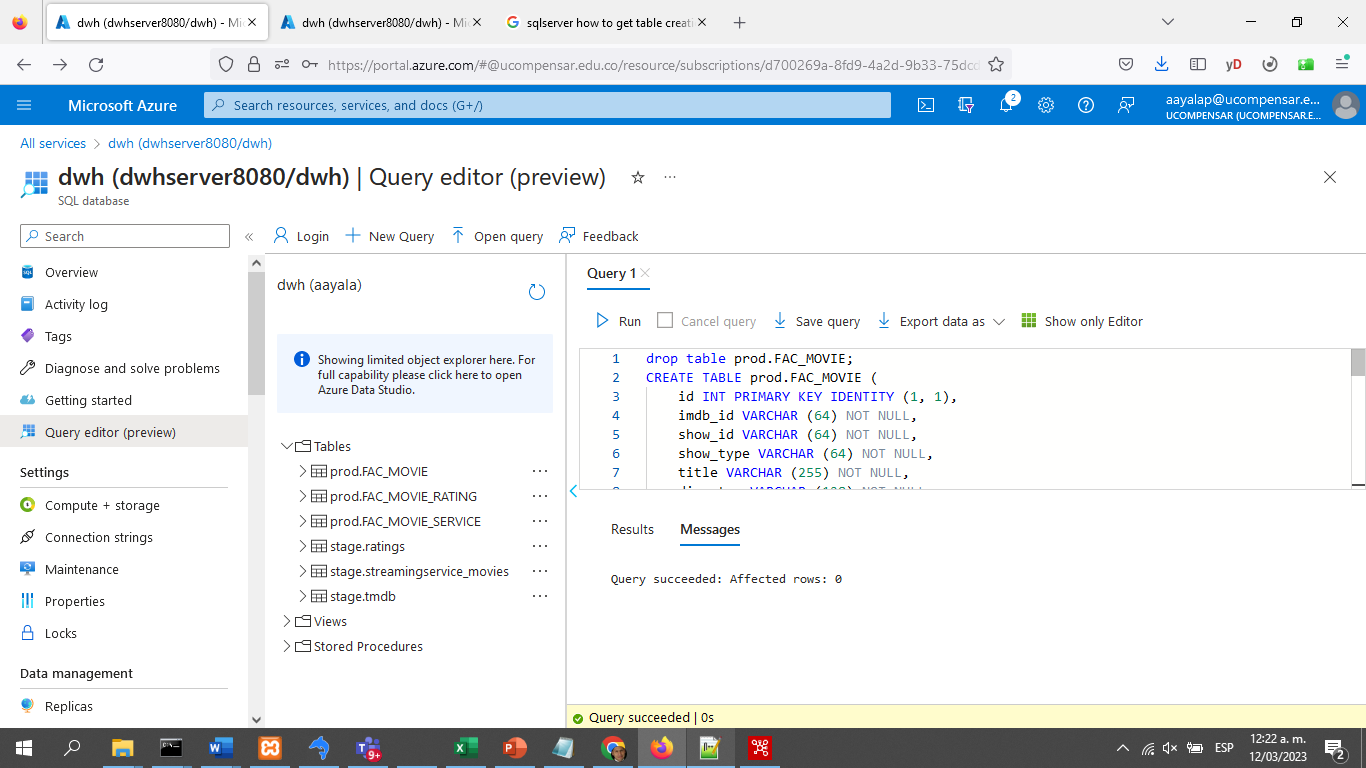 dwh (dwhserver8080/dwh) - Mic
dwh (dwhserver8080/dwh) - Mic
sqlserver how to get table creati
https://portal.azure.com/#@ucompensar.edu.co/resource/subscriptions/d700269a-8fd9-4a2d-9b33-75dcd
yD
Microsoft Azure
Search resources, services, and docs (G+/)
2
aayalap@ucompensar.e...
UCOMPENSAR (UCOMPENSAR.E...
All services > dwh (dwhserver8080/dwh)
dwh (dwhserver8080/dwh) | Query editor (preview)
...
SQL database
Search
«
Login
New Query
Open query
Feedback
Overview
Activity log
Tags
Diagnose and solve problems
Getting started
Query editor (preview)
Settings
Compute + storage
Connection strings
Maintenance
Properties
Locks
Data management
Replicas
dwh (aayala)
Showing limited object explorer here. For
full capability please click here to open
Azure Data Studio.
Tables
prod.FAC_MOVIE ...
prod.FAC_MOVIE_RATING ...
prod.FAC_MOVIE_SERVICE ...
stage.ratings ...
stage.streamingservice_movies ...
stage.tmdb ...
Views
Stored Procedures
Query 1
Run
Cancel query
Save query
Export data as
Show only Editor
1 drop table prod.FAC_MOVIE;
2 CREATE TABLE prod.FAC_MOVIE (
3 id INT PRIMARY KEY IDENTITY (1, 1),
4 imdb_id VARCHAR (64) NOT NULL,
5 show_id VARCHAR (64) NOT NULL,
6 show_type VARCHAR (64) NOT NULL,
7 title VARCHAR (255) NOT NULL,
Results
Messages
Query succeeded: Affected rows: 0
Query succeeded | 0s
9+
ESP
12:22 a. m.
12/03/2023
2